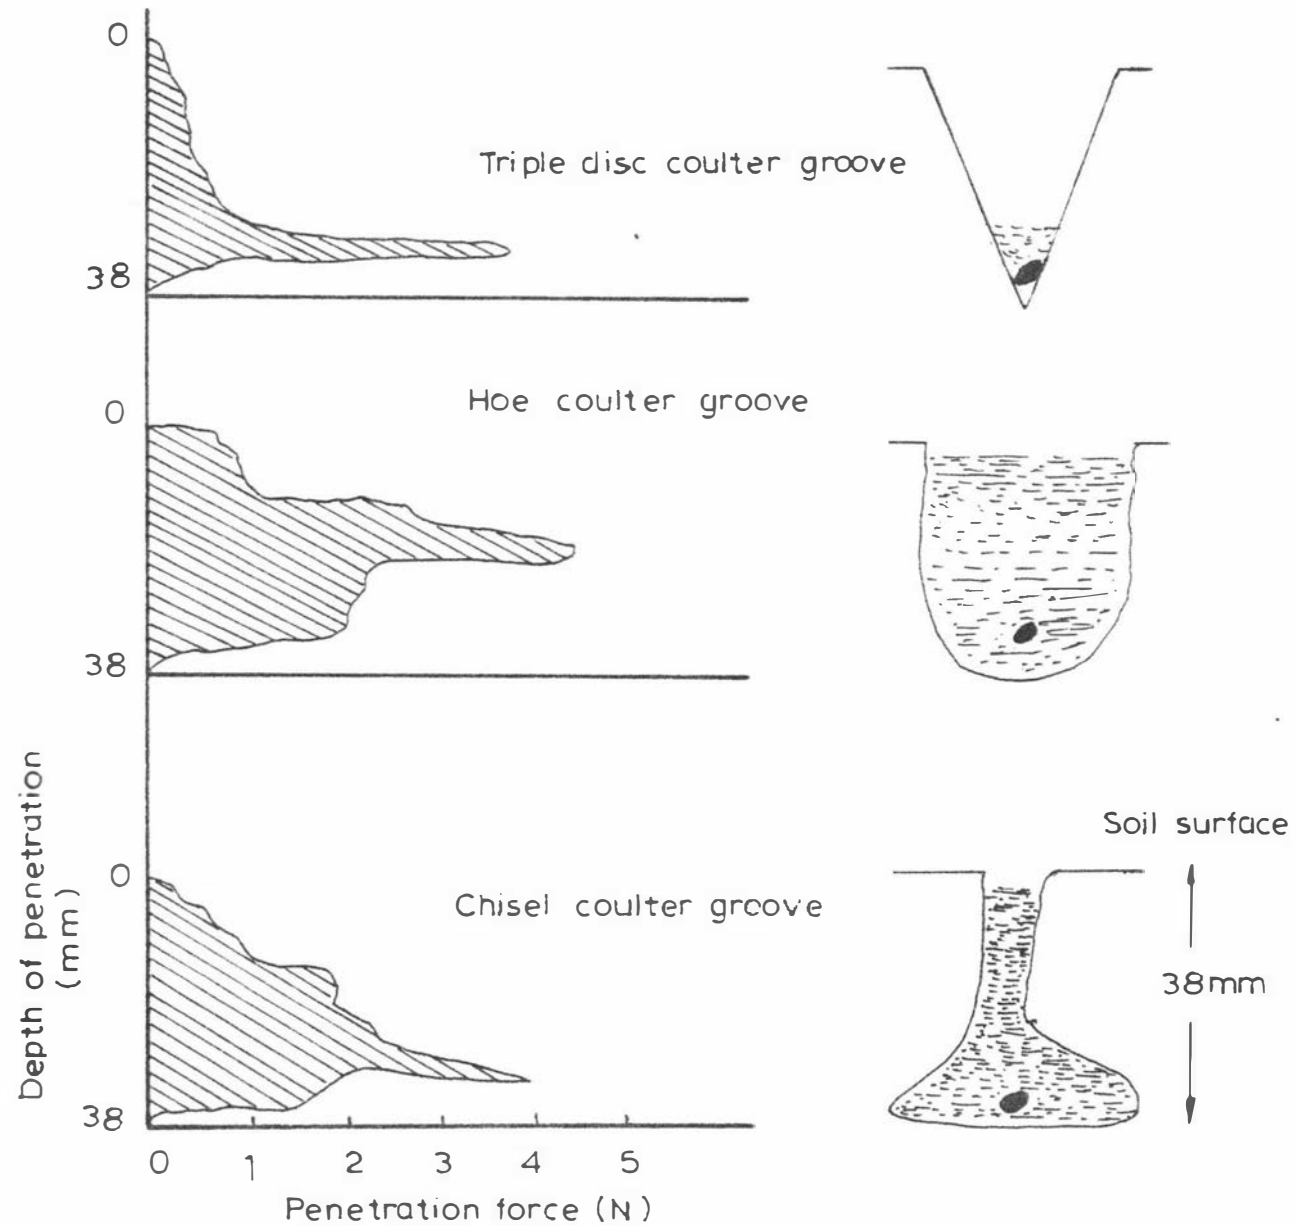 0
Triple disc coulter groove
38
Hoe coulter groove
0
38
Soil surface
0
Chisel coulter groove
38mm
38
Depth of penetration
(mm)
0 1 2 3 4 5
Penetration force (N)